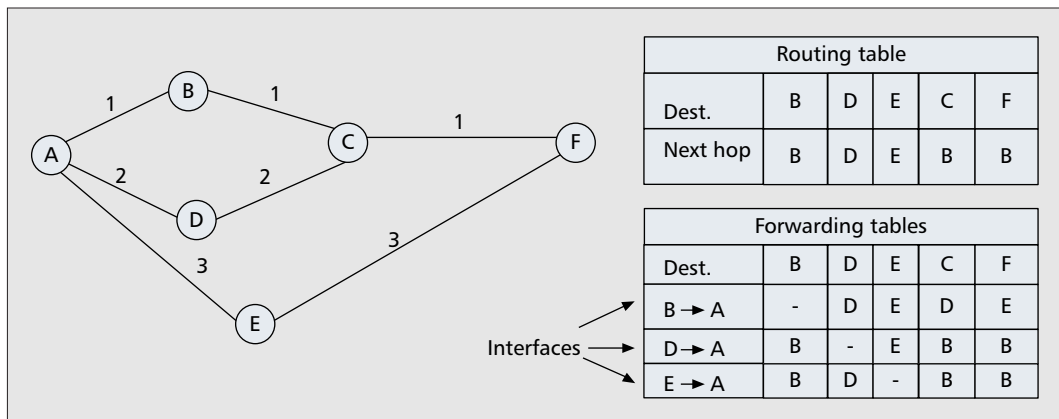 B
1
1
A
C
1
F
2
2
D
3
3
E
Routing table
Dest. B D E C F
Next hop B D E B B
Forwarding tables
Dest. B D E C F
B → A - D E D E
Interfaces
D → A B - E B B
E → A B D - B B